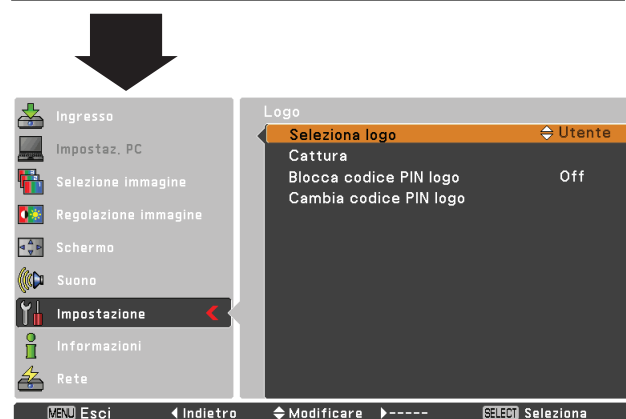 Ingresso
Impostaz. PC
Selezione immagine
Regolazione immagine
Schermo
Suono
Impostazione
Informazioni
Rete
Logo
Seleziona logo Utente
Cattura
Blocca codice PIN logo Off
Cambia codice PIN logo
MENU Esci Indietro Modificare ----- SELECT Seleziona